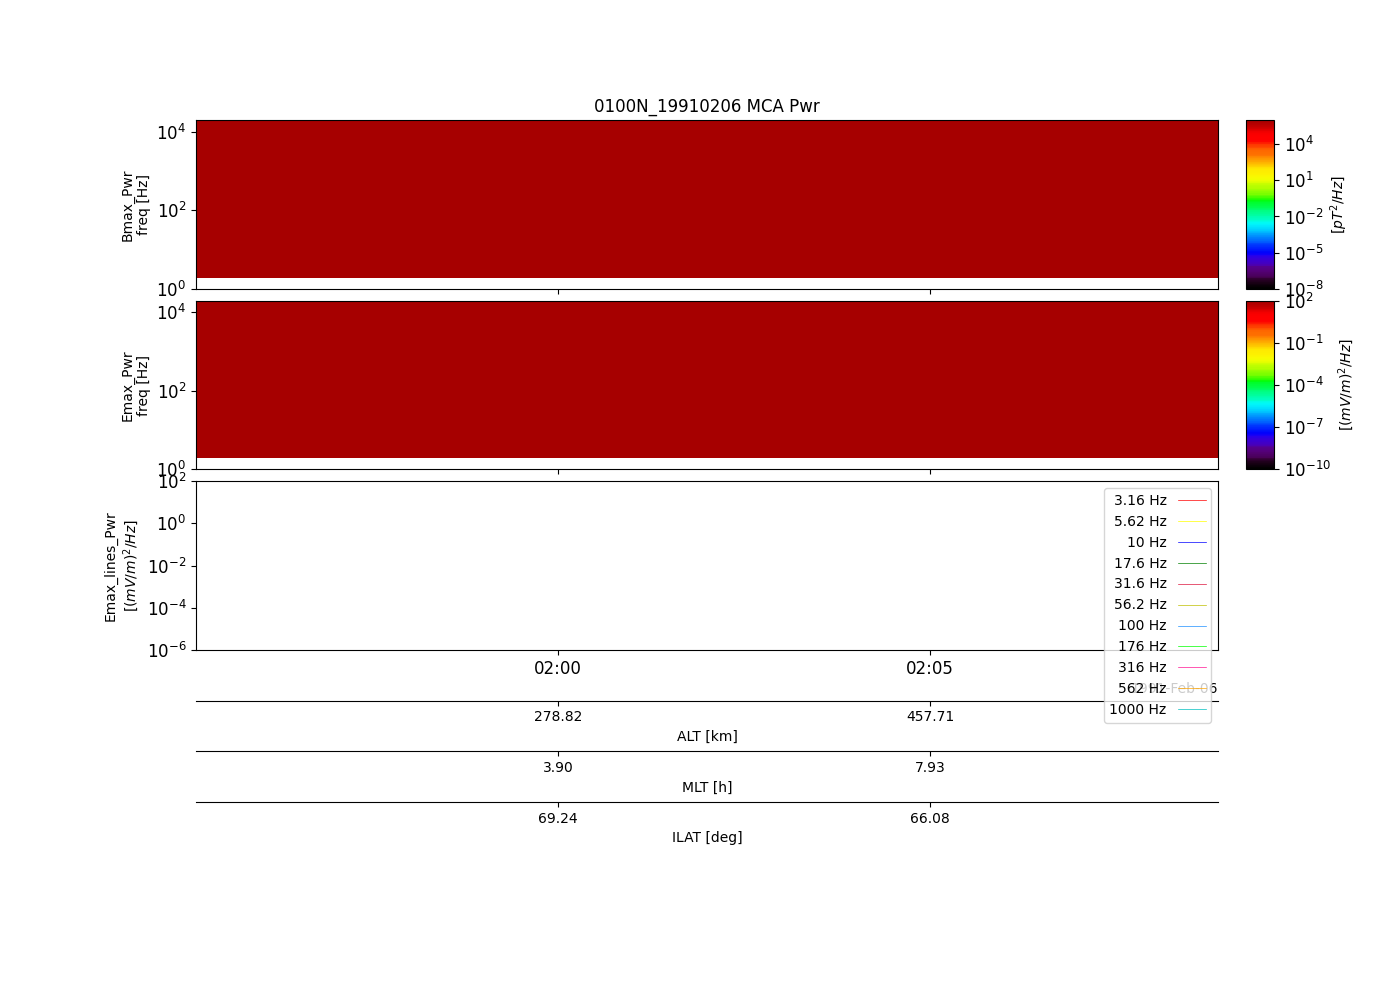 0100N_19910206 MCA Pwr
Bmax_Pwr
freq [Hz]
10^4
10^2
10^0
10^4
10^1
10^-2
10^-5
10^-8
[pT^2/Hz]
Emax_Pwr
freq [Hz]
10^4
10^2
10^0
10^2
10^-1
10^-4
10^-7
10^-10
[(mV/m)^2/Hz]
Emax_lines_Pwr
[(mV/m)^2/Hz]
10^2
10^0
10^-2
10^-4
10^-6
3.16 Hz
5.62 Hz
10 Hz
17.6 Hz
31.6 Hz
56.2 Hz
100 Hz
176 Hz
316 Hz
562 Hz
1000 Hz
02:00 02:05
-Feb-06
278.82 457.71
ALT [km]
3.90 7.93
MLT [h]
69.24 66.08
ILAT [deg]